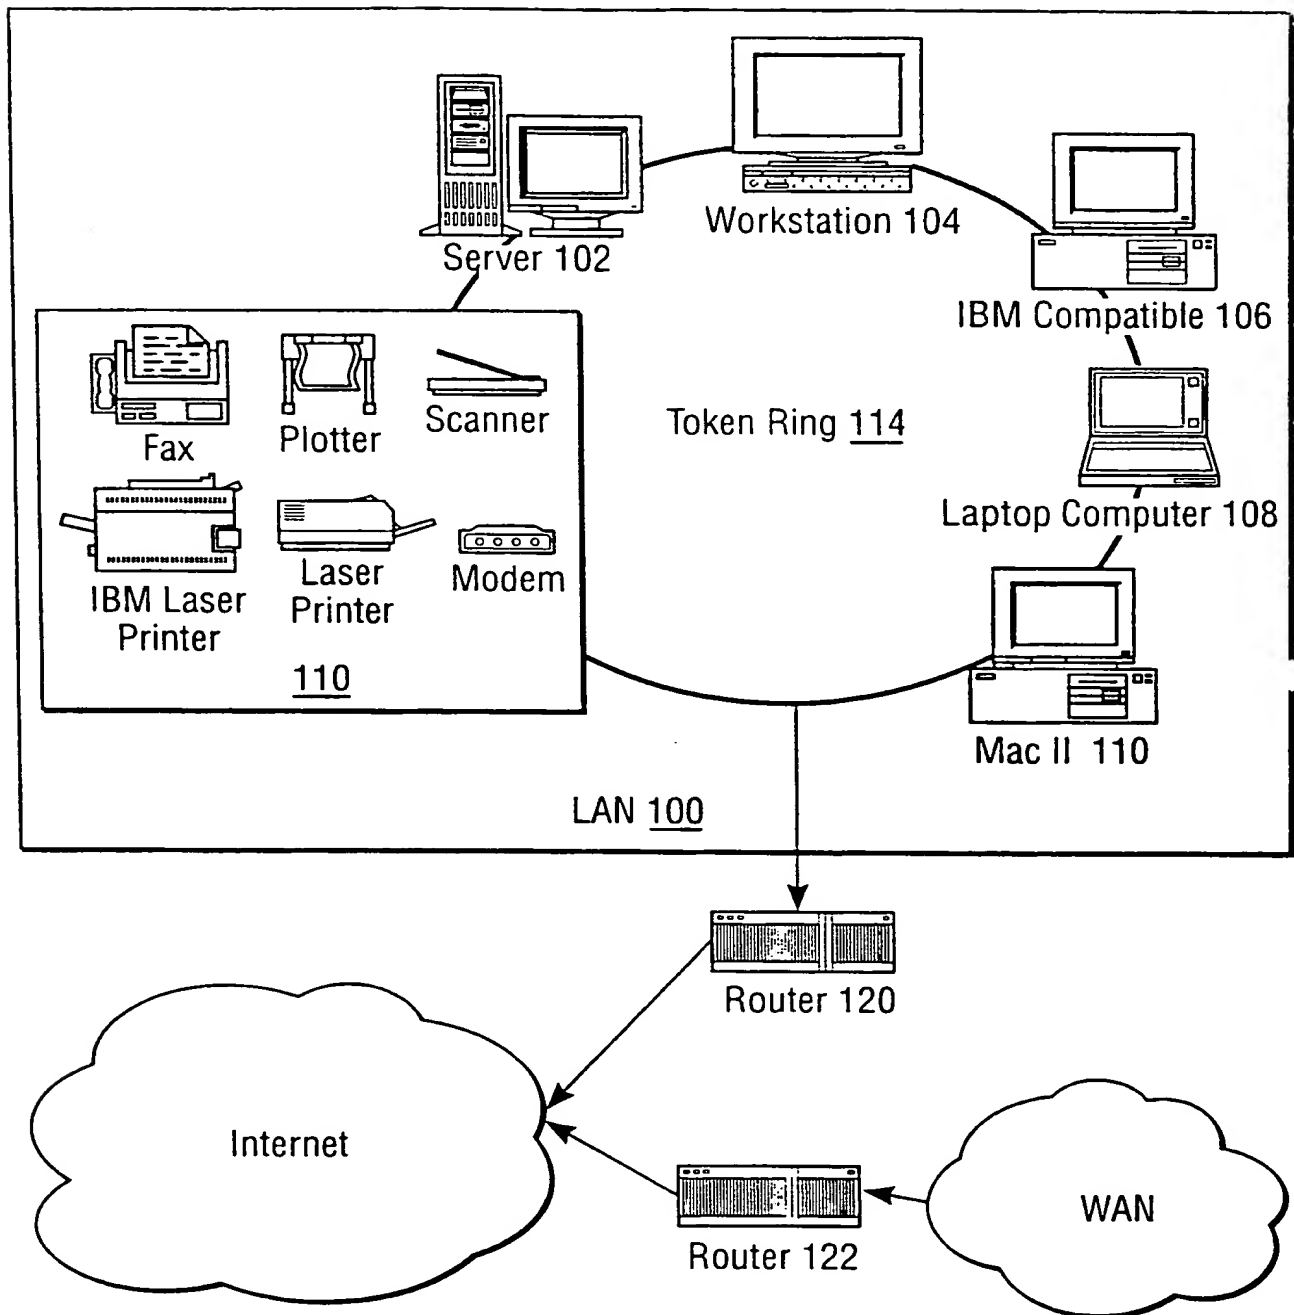 Workstation 104
Server 102
IBM Compatible 106
Fax
Plotter
Scanner
Token Ring 114
Laptop Computer 108
IBM Laser
Printer
Laser
Printer
Modem
110
Mac II 110
LAN 100
Router 120
Internet
WAN
Router 122